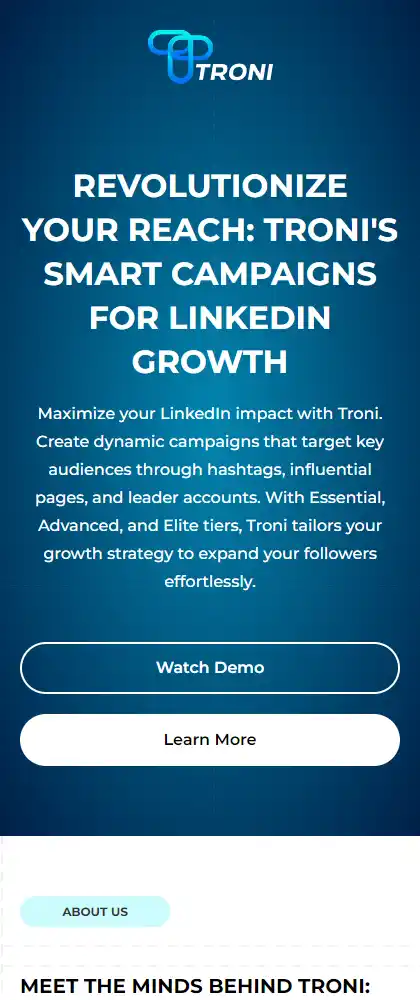 TRONI
REVOLUTIONIZE
YOUR REACH: TRONI'S
SMART CAMPAIGNS
FOR LINKEDIN
GROWTH
Maximize your LinkedIn impact with Troni.
Create dynamic campaigns that target key
audiences through hashtags, influential
pages, and leader accounts. With Essential,
Advanced, and Elite tiers, Troni tailors your
growth strategy to expand your followers
effortlessly.
Watch Demo
Learn More
ABOUT US
MEET THE MINDS BEHIND TRONI: